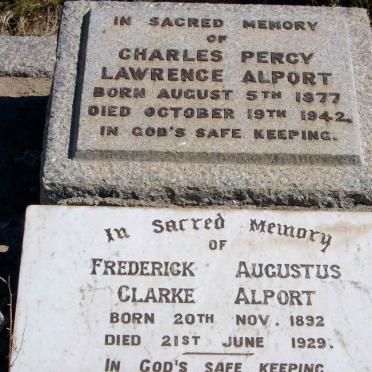 IN SACRED MEMORY
OF
CHARLES PERCY
LAWRENCE ALPORT
BORN AUGUST 5TH 1877
DIED OCTOBER 19TH 1942.
IN GOD'S SAFE KEEPING.
In Sacred Memory
OF
FREDERICK AUGUSTUS
CLARKE ALPORT
BORN 20TH NOV. 1892
DIED 21ST JUNE 1929.
IN GOD'S SAFE KEEPING